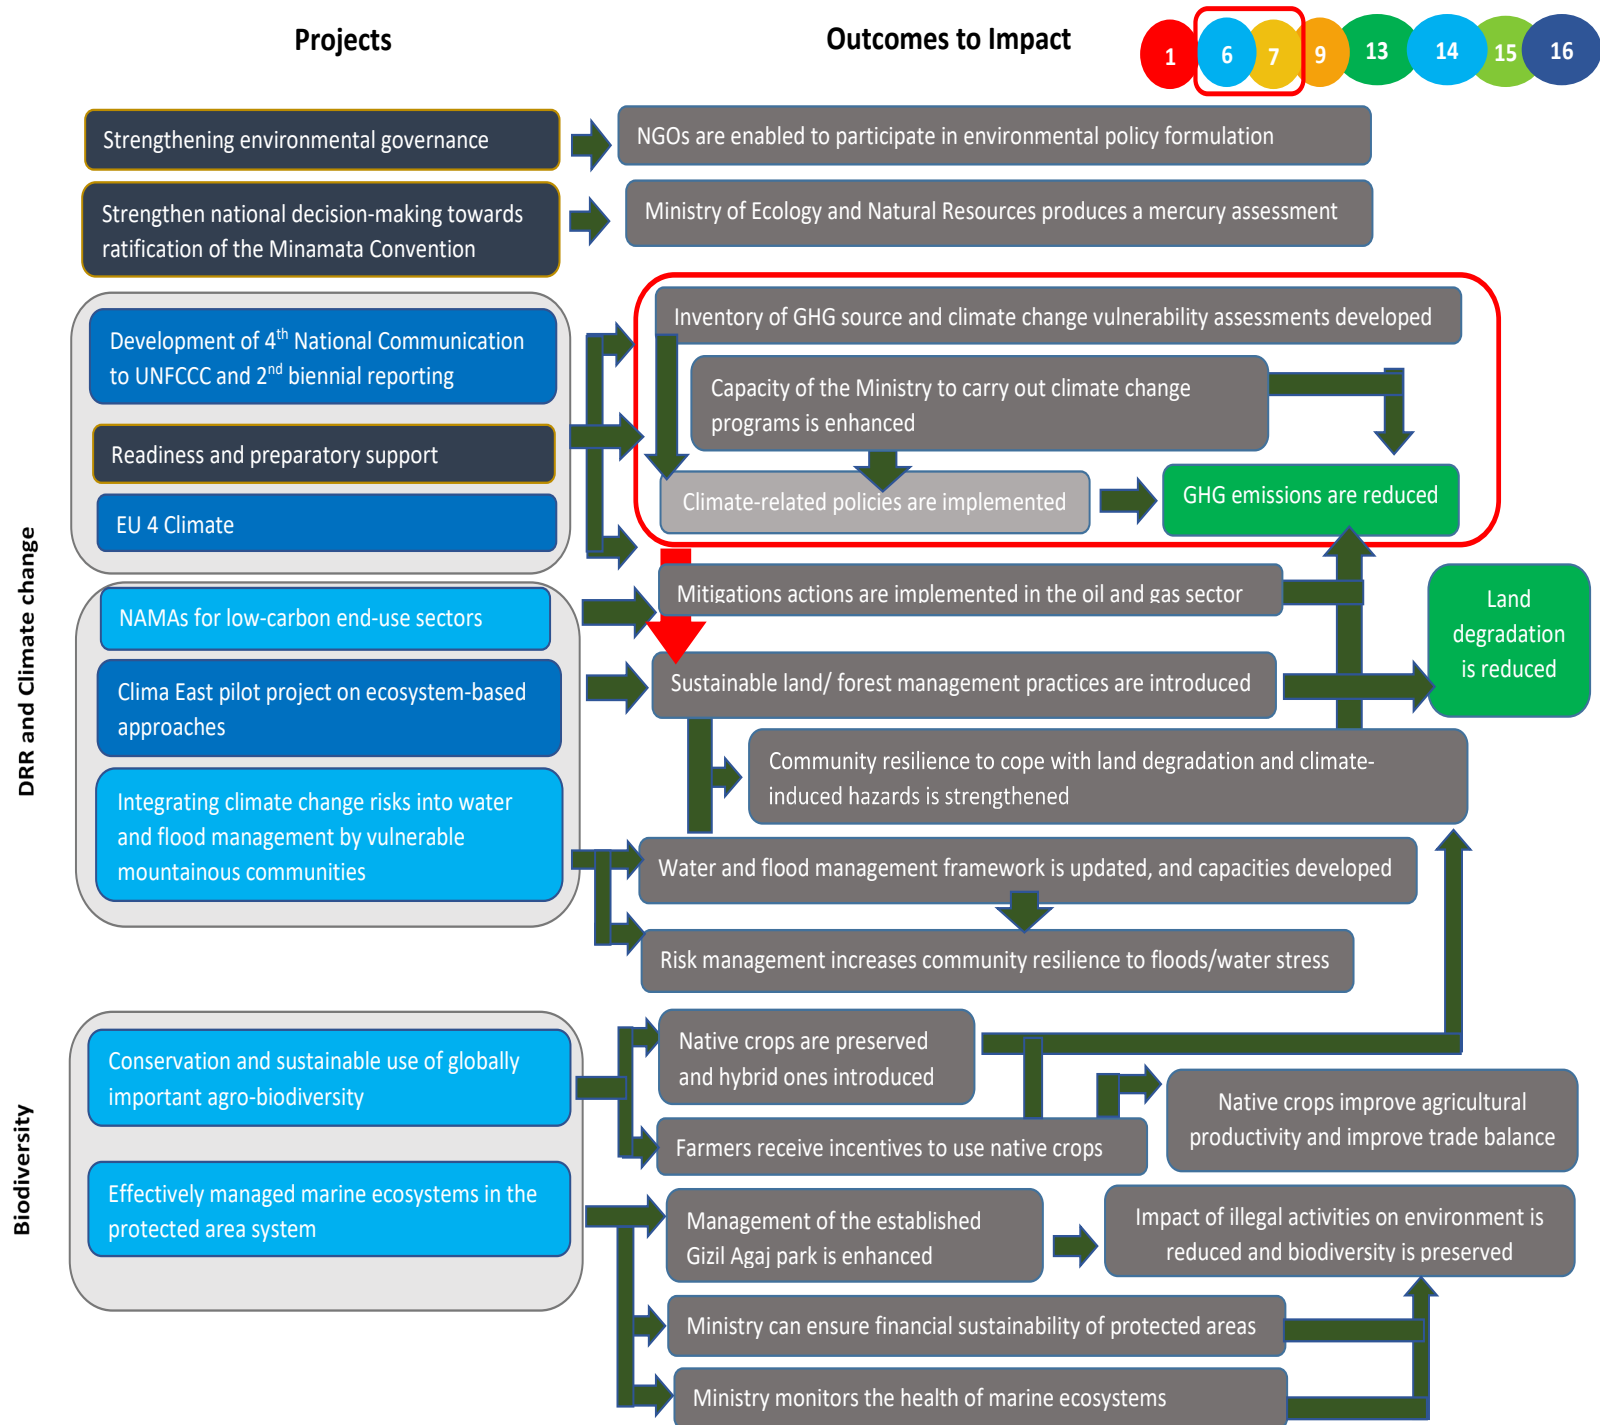 Projects
Outcomes to Impact
1 6 7 9 13 14 15 16
Strengthening environmental governance
NGOs are enabled to participate in environmental policy formulation
Strengthen national decision-making towards
ratification of the Minamata Convention
Ministry of Ecology and Natural Resources produces a mercury assessment
DRR and Climate change
Development of 4th National Communication
to UNFCCC and 2nd biennial reporting
Readiness and preparatory support
EU 4 Climate
Inventory of GHG source and climate change vulnerability assessments developed
Capacity of the Ministry to carry out climate change
programs is enhanced
Climate-related policies are implemented
GHG emissions are reduced
NAMAs for low-carbon end-use sectors
Mitigations actions are implemented in the oil and gas sector
Land
degradation
is reduced
Clima East pilot project on ecosystem-based
approaches
Sustainable land/ forest management practices are introduced
Community resilience to cope with land degradation and climate-
induced hazards is strengthened
Integrating climate change risks into water
and flood management by vulnerable
mountainous communities
Water and flood management framework is updated, and capacities developed
Risk management increases community resilience to floods/water stress
Biodiversity
Conservation and sustainable use of globally
important agro-biodiversity
Native crops are preserved
and hybrid ones introduced
Farmers receive incentives to use native crops
Native crops improve agricultural
productivity and improve trade balance
Effectively managed marine ecosystems in the
protected area system
Management of the established
Gizil Agaj park is enhanced
Impact of illegal activities on environment is
reduced and biodiversity is preserved
Ministry can ensure financial sustainability of protected areas
Ministry monitors the health of marine ecosystems